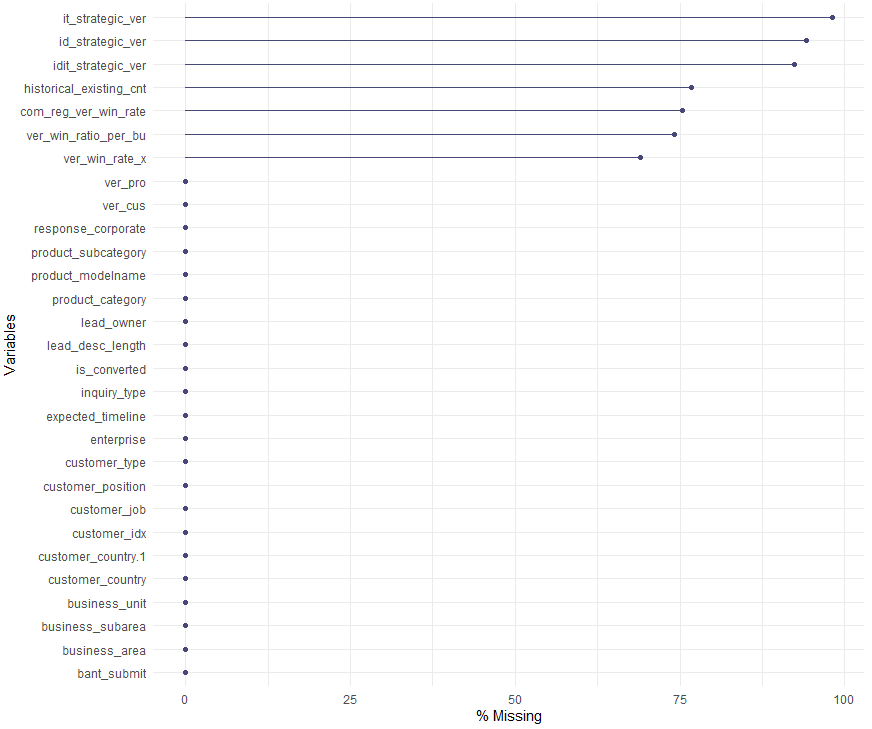 it_strategic_ver
id_strategic_ver
idit_strategic_ver
historical_existing_cnt
com_reg_ver_win_rate
ver_win_ratio_per_bu
ver_win_rate_x
ver_pro
ver_cus
response_corporate
product_subcategory
product_modelname
product_category
lead_owner
lead_desc_length
is_converted
inquiry_type
expected_timeline
enterprise
customer_type
customer_position
customer_job
customer_idx
customer_country.1
customer_country
business_unit
business_subarea
business_area
bant_submit
Variables
0 25 50 75 100
% Missing